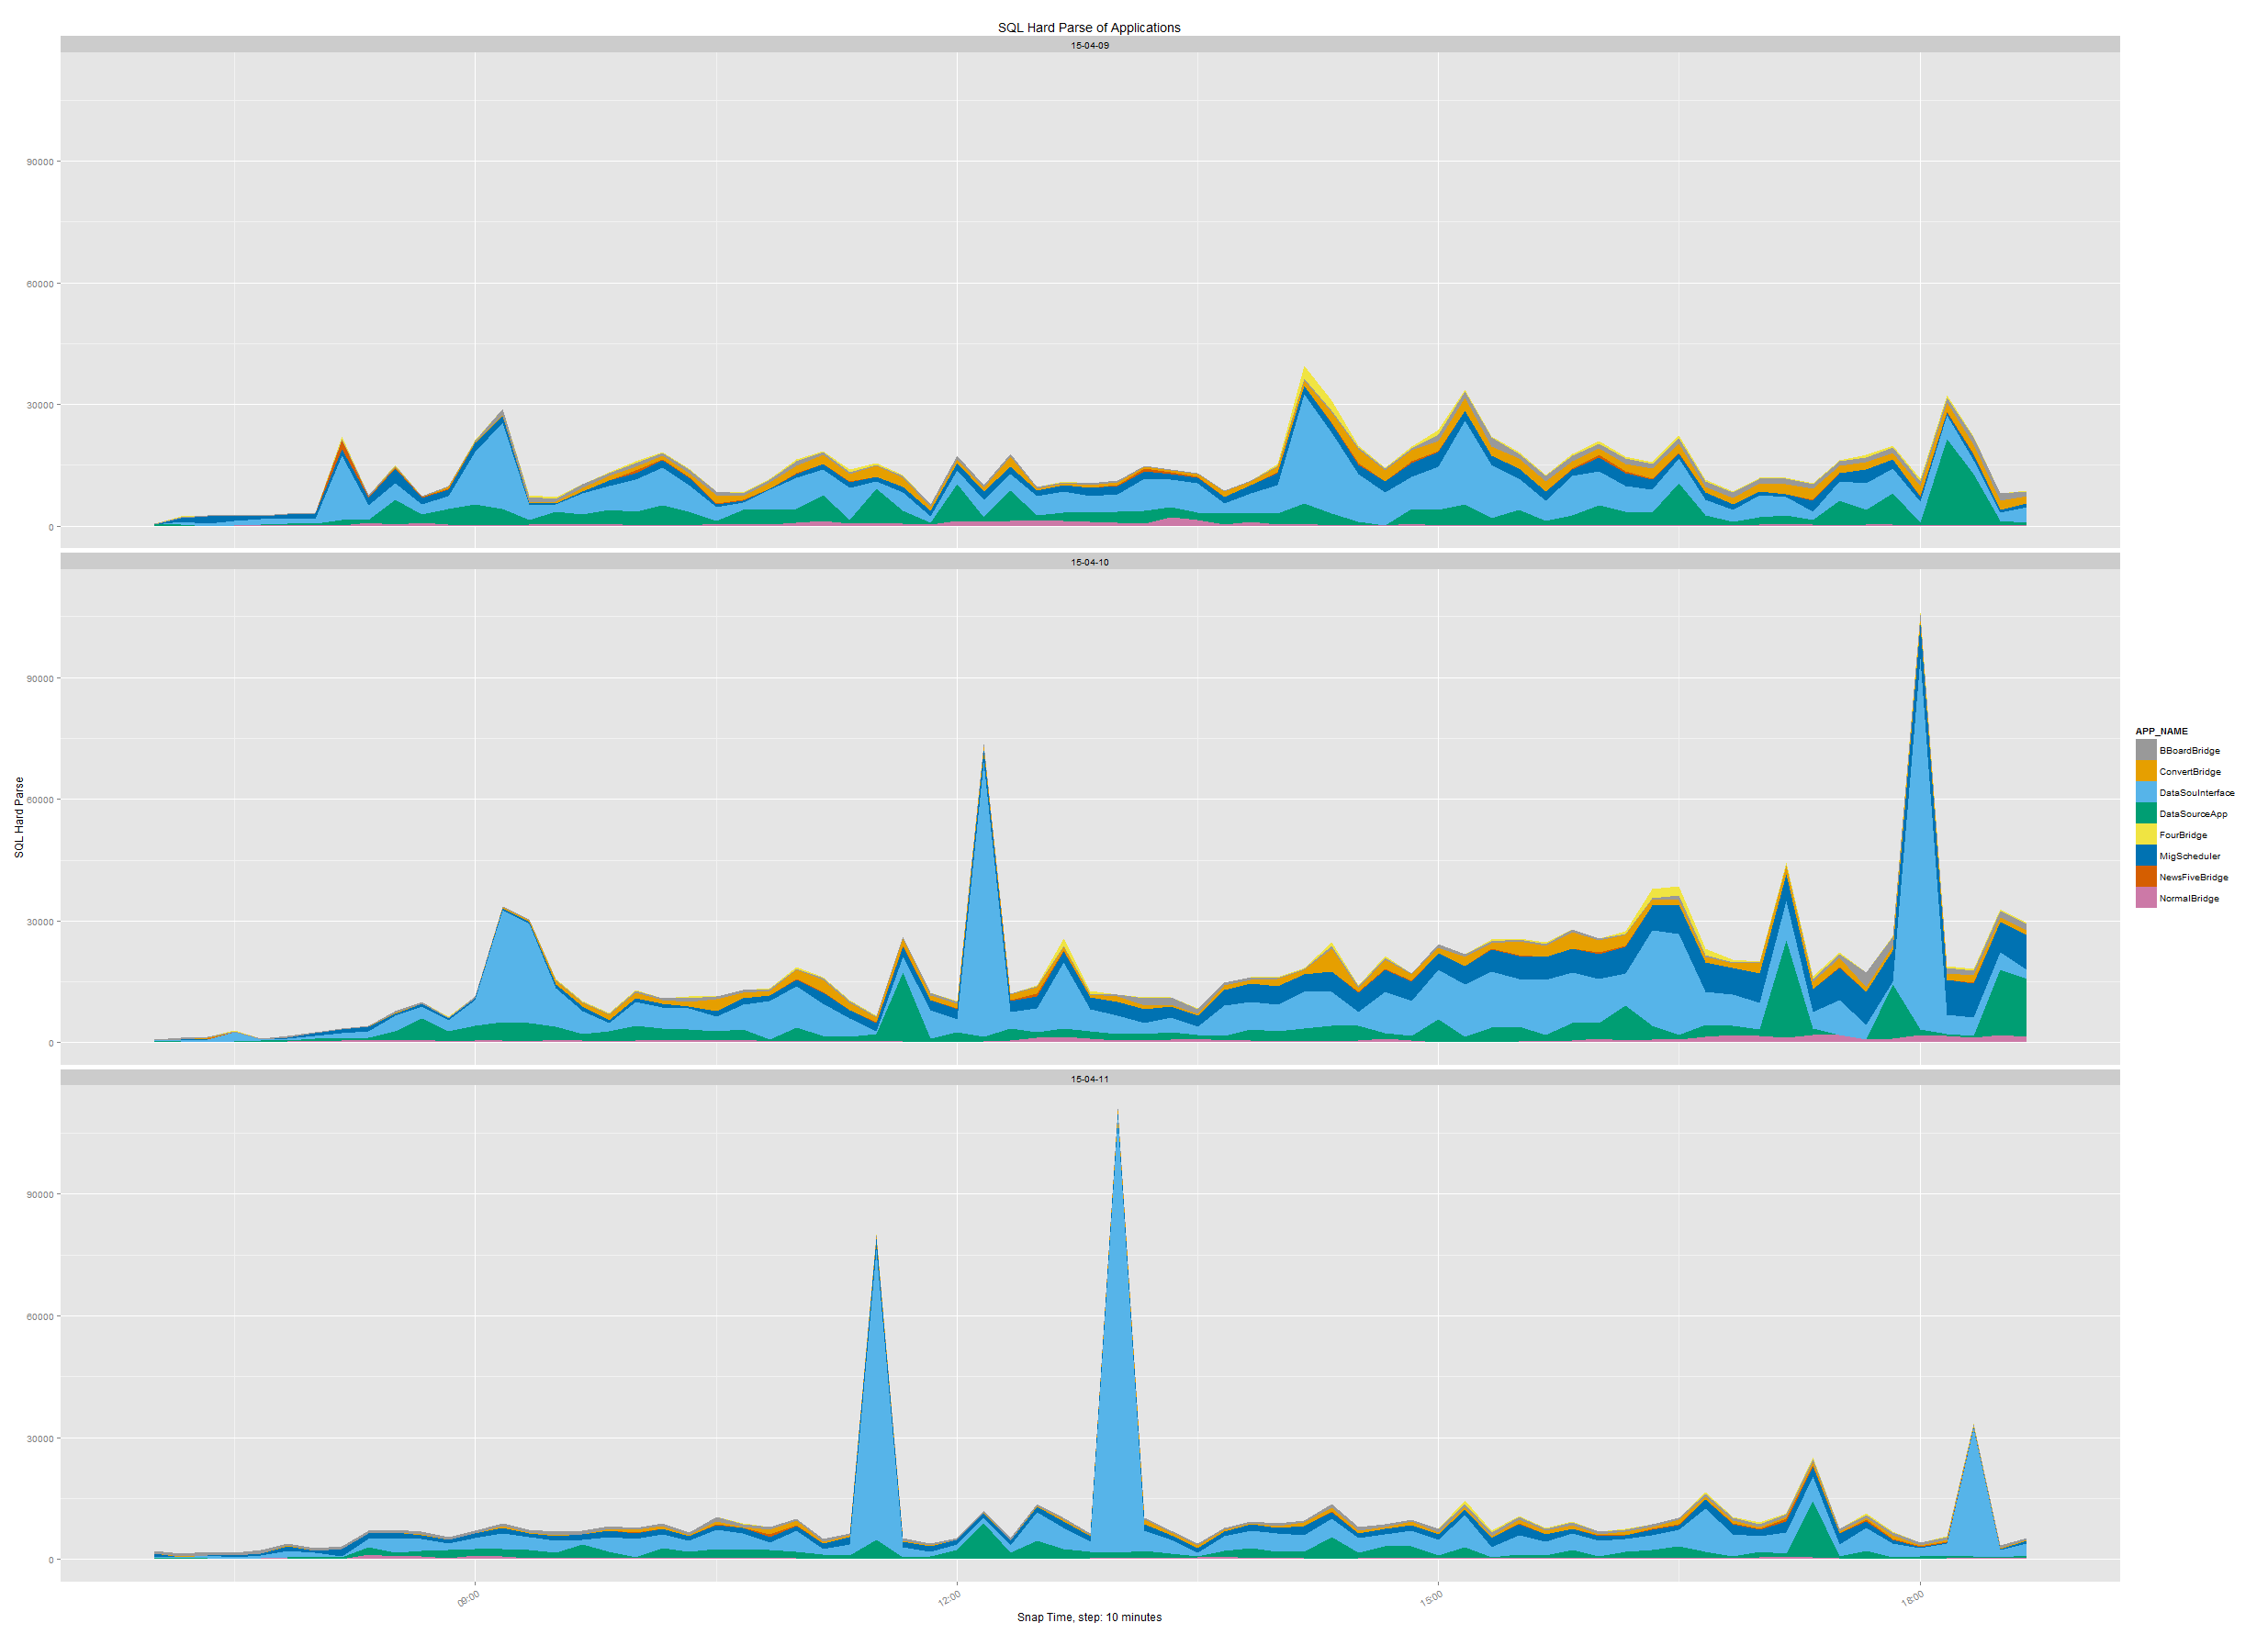 SQL Hard Parse of Applications
15-04-09
90000
60000
30000
0
15-04-10
90000
60000
30000
0
15-04-11
90000
60000
30000
0
SQL Hard Parse
09:00
12:00
15:00
18:00
Snap Time, step: 10 minutes
APP_NAME
BBoardBridge
ConvertBridge
DataSouInterface
DataSourceApp
FourBridge
MigScheduler
NewsFiveBridge
NormalBridge